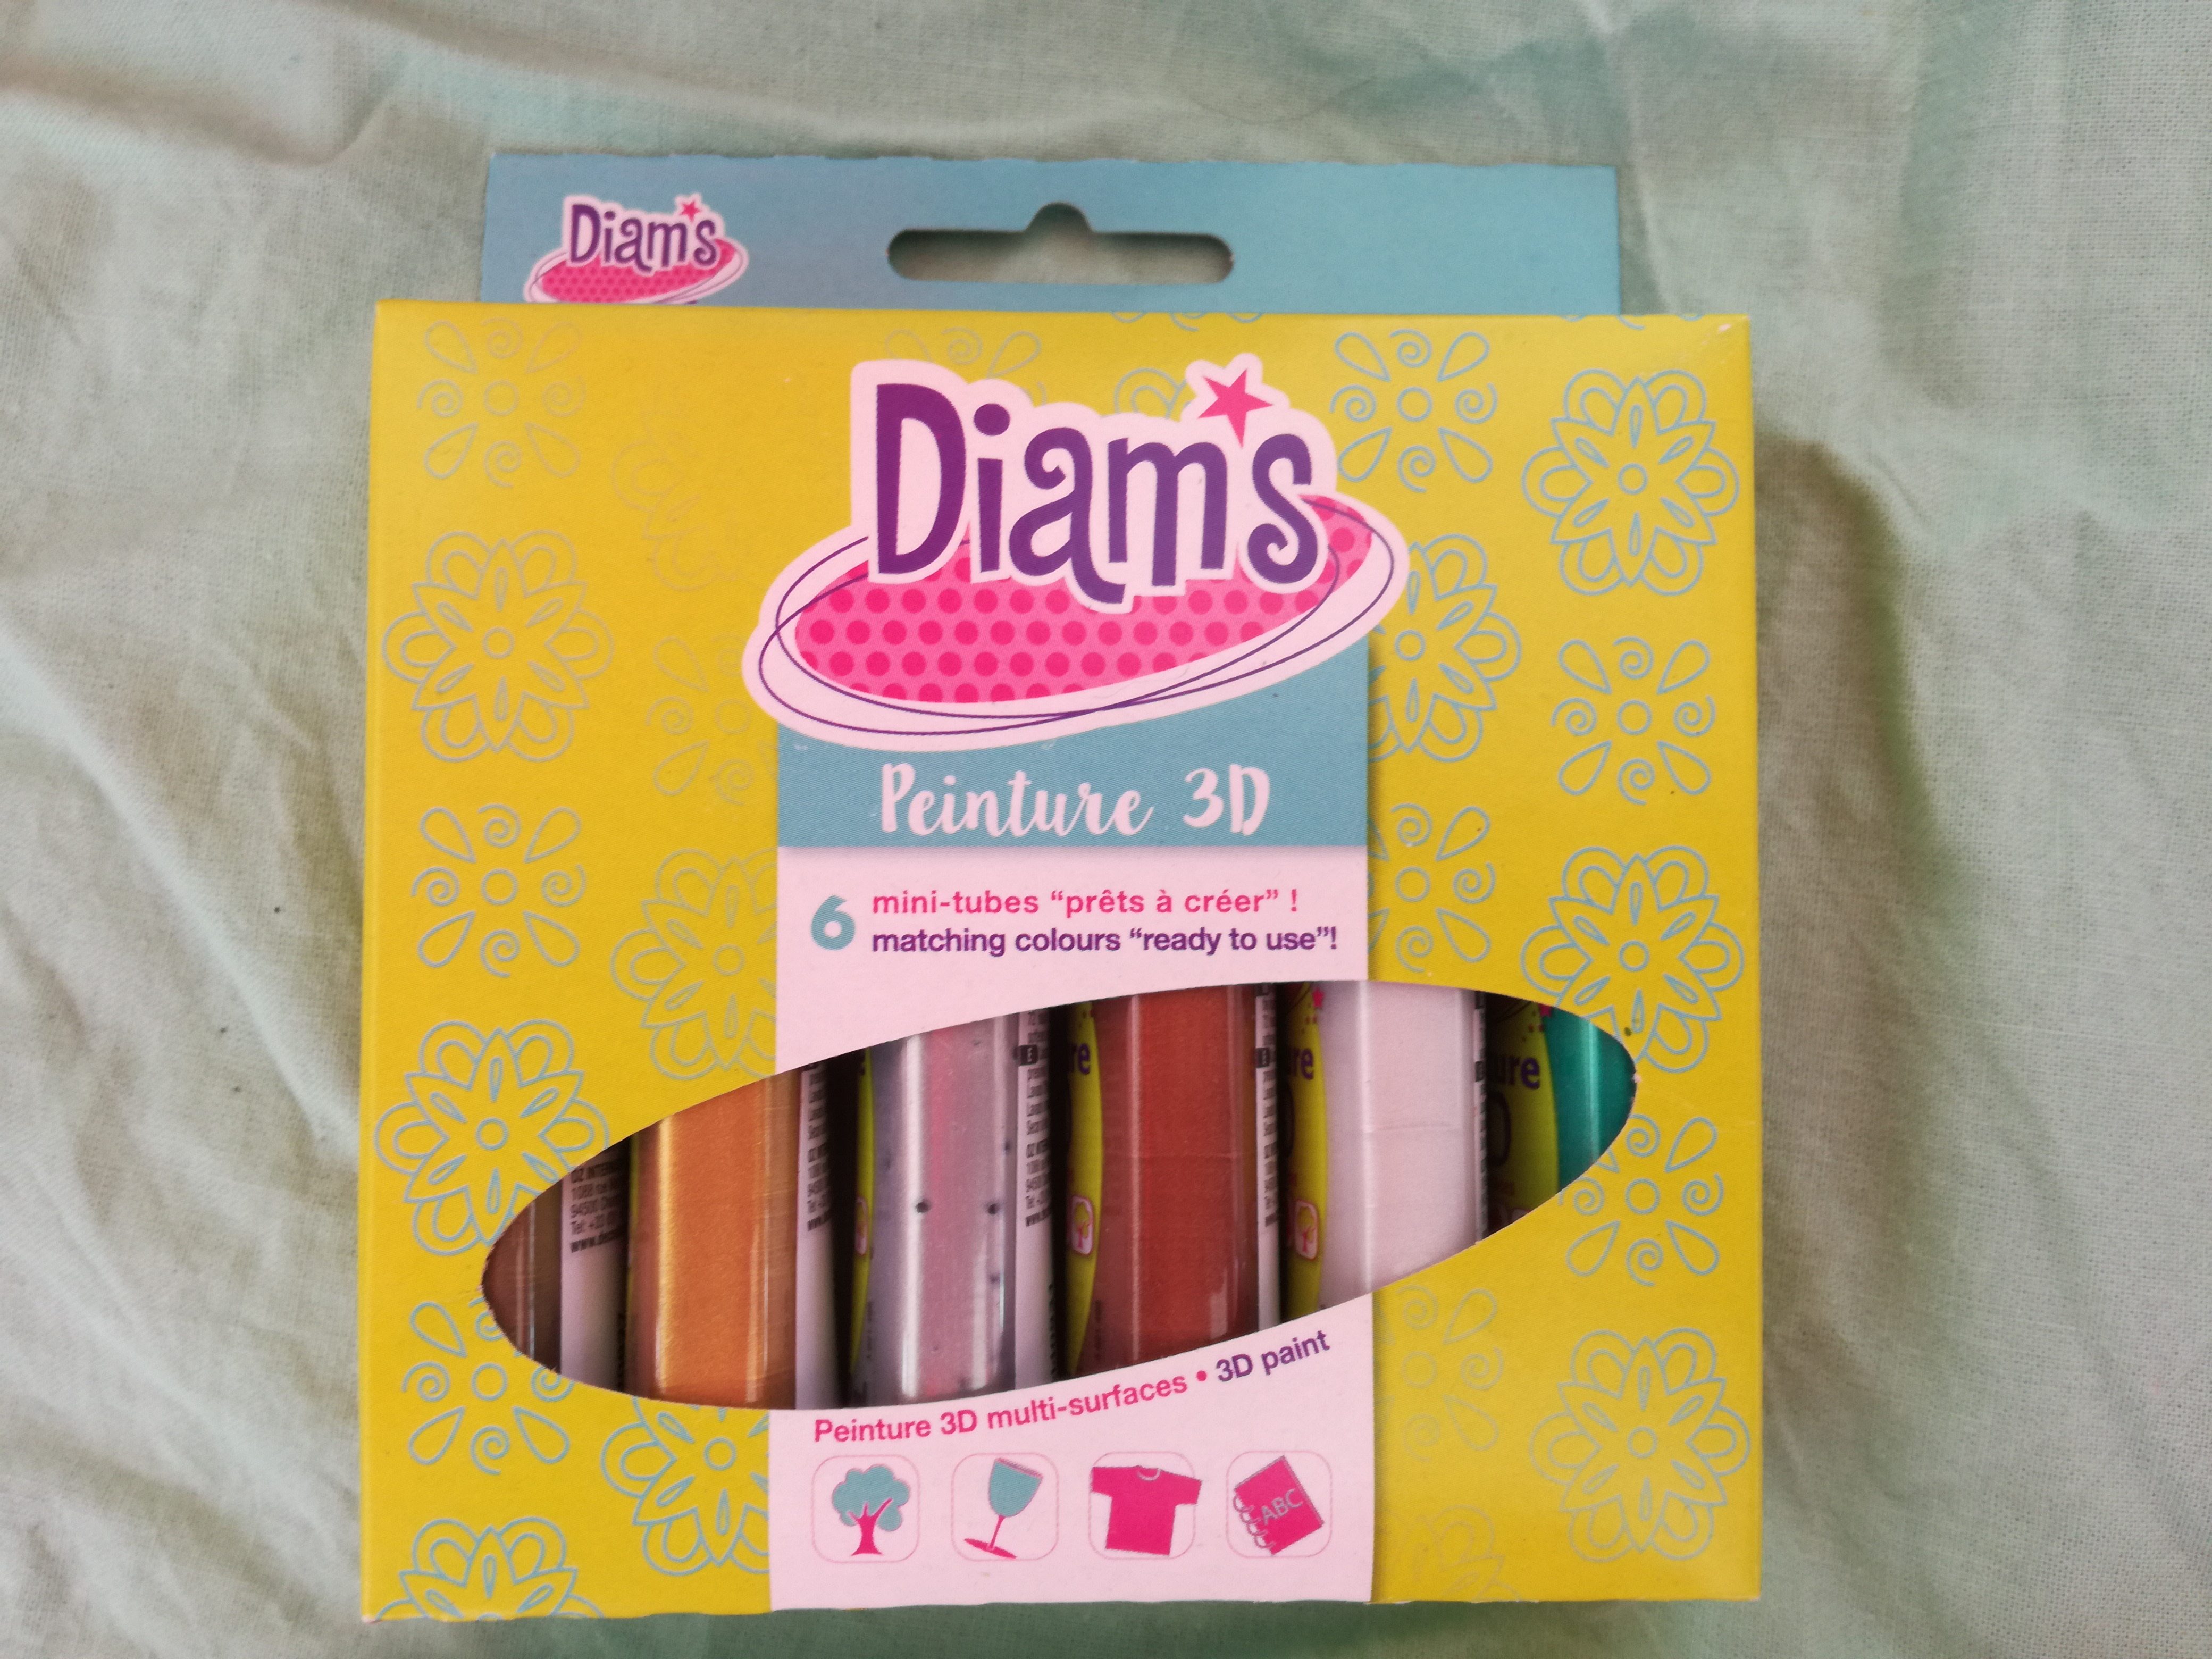 Diam's
Diam's
Peinture 3D
6 mini-tubes “prêts à créer” !
matching colours “ready to use”!
Peinture 3D multi-surfaces • 3D paint
ABC